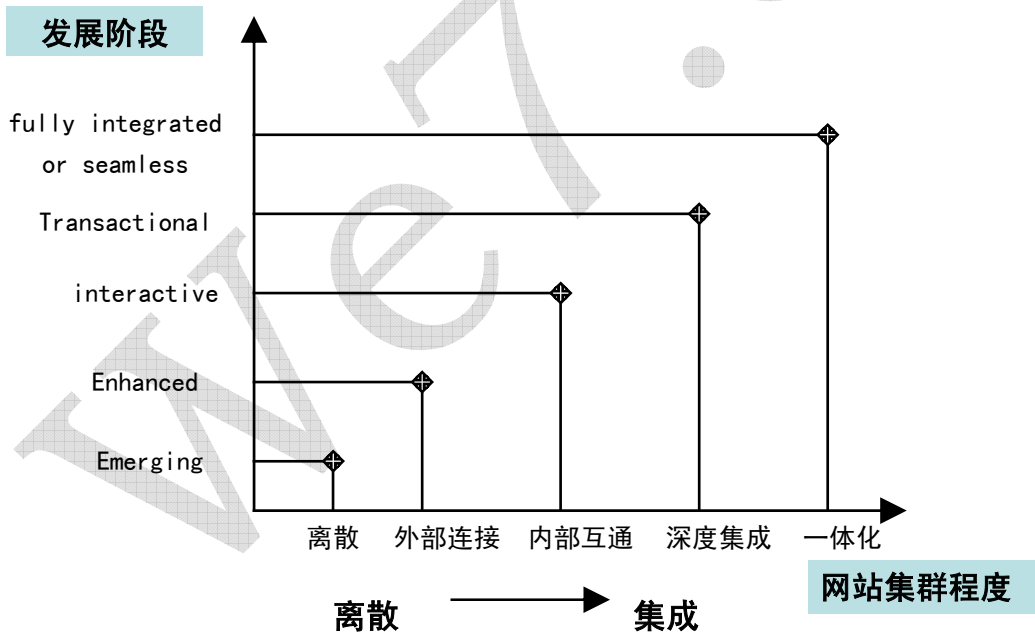 发展阶段
fully integrated
or seamless
Transactional
interactive
Enhanced
Emerging
离散 外部连接 内部互通 深度集成 一体化
网站集群程度
离散 集成
We7.